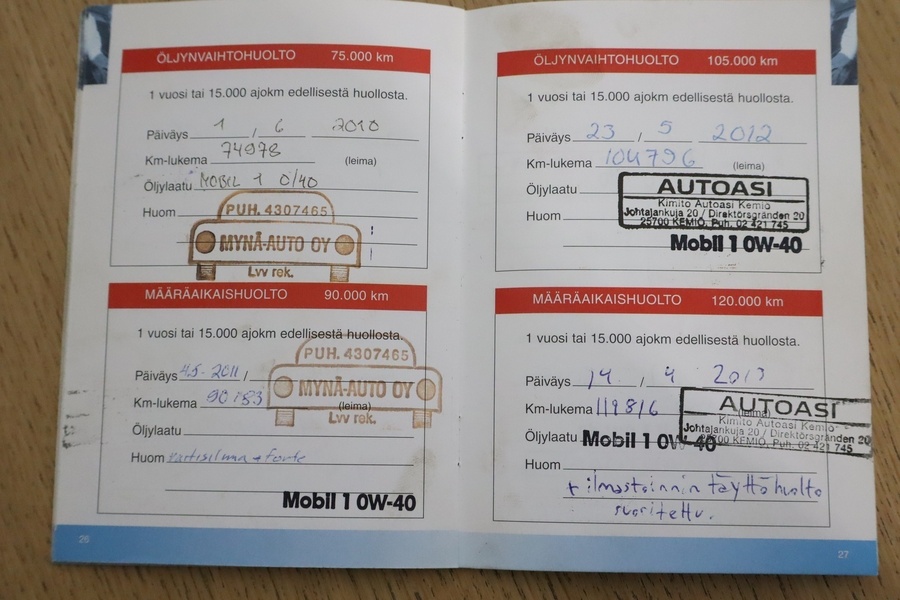 ÖLJYNVAIHTOHUOLTO 75.000 km
1 vuosi tai 15.000 ajokm edellisestä huollosta.
Päiväys 1 / 6 2010
Km-lukema 74978 (leima)
Öljylaatu MOBIL 1 0/40
Huom
PUH. 4307465
MYNÄ-AUTO OY
Lvv rek.
MÄÄRÄAIKAISHUOLTO 90.000 km
1 vuosi tai 15.000 ajokm edellisestä huollosta.
Päiväys 4.5. 2011 /
Km-lukema 90183 (leima)
Öljylaatu
Huom + forte
PUH. 4307465
MYNÄ-AUTO OY
Lvv rek.
Mobil 1 0W-40
26
ÖLJYNVAIHTOHUOLTO 105.000 km
1 vuosi tai 15.000 ajokm edellisestä huollosta.
Päiväys 23 / 5 2012
Km-lukema 104796 (leima)
Öljylaatu
Huom
AUTOASI
Kimito Autoasi Kemiö
Johtajankuja 20 / Direktörsgränden 20
25700 KEMIÖ, Puh. 02 421 745
Mobil 1 0W-40
MÄÄRÄAIKAISHUOLTO 120.000 km
1 vuosi tai 15.000 ajokm edellisestä huollosta.
Päiväys 14 / 4 2013
Km-lukema 119816 (leima)
Öljylaatu Mobil 1 0W-40
AUTOASI
Kimito Autoasi Kemiö
Johtajankuja 20 / Direktörsgränden 20
25700 KEMIÖ, Puh. 02 421 745
Huom
+ ilmastoinnin täyttöhuolto
suoritettu.
27